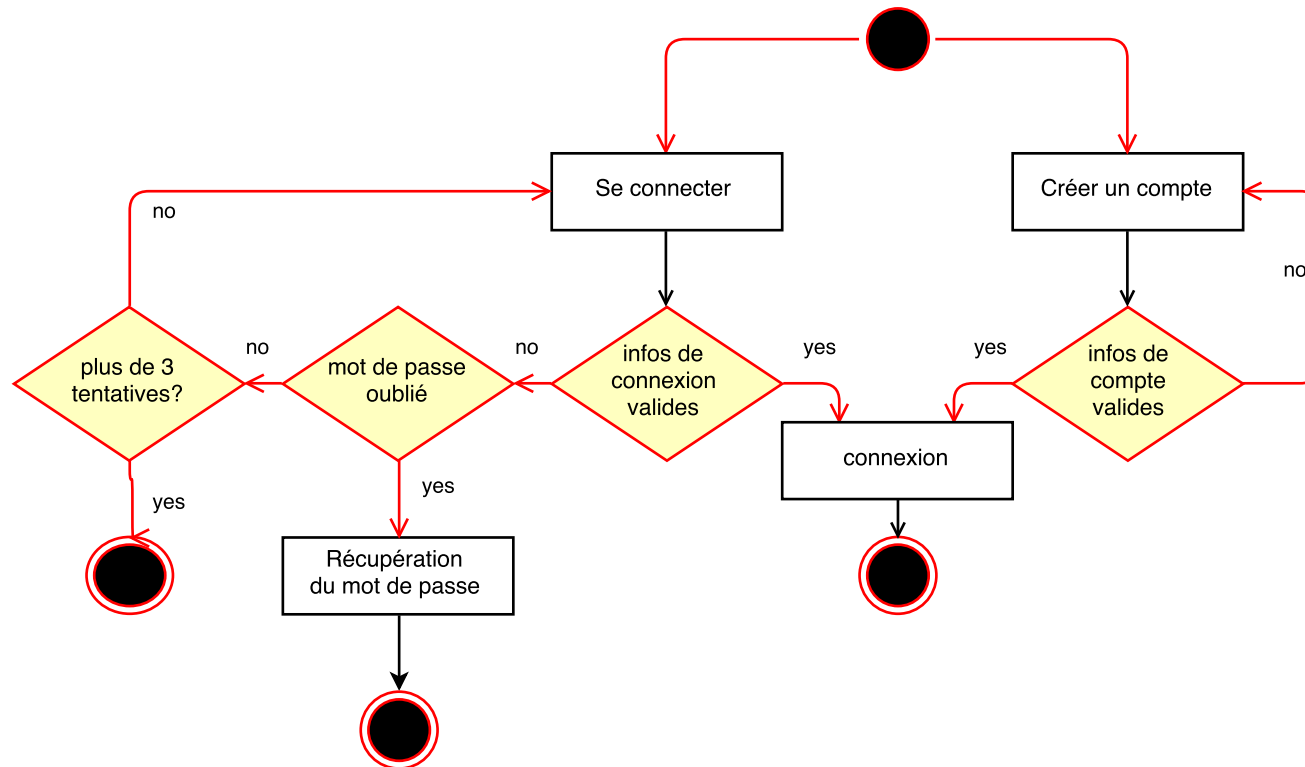 Se connecter
Créer un compte
no
no
plus de 3
tentatives?
no
mot de passe
oublié
no
infos de
connexion
valides
yes
yes
infos de
compte
valides
connexion
yes
yes
Récupération
du mot de passe